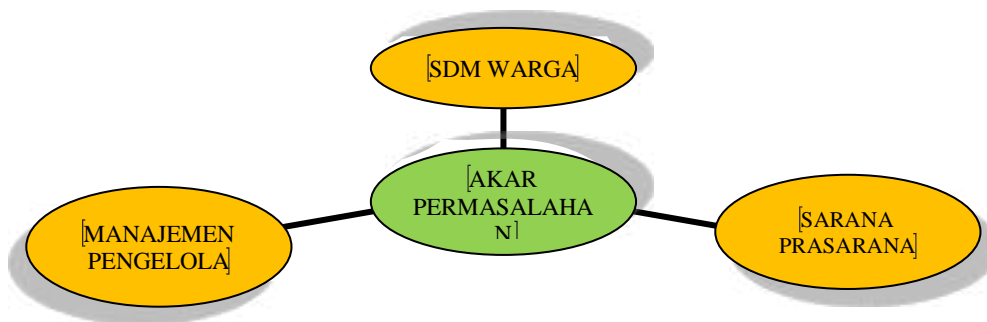 [SDM WARGA]
[AKAR
PERMASALAHA
N]
[MANAJEMEN
PENGELOLA]
[SARANA
PRASARANA]